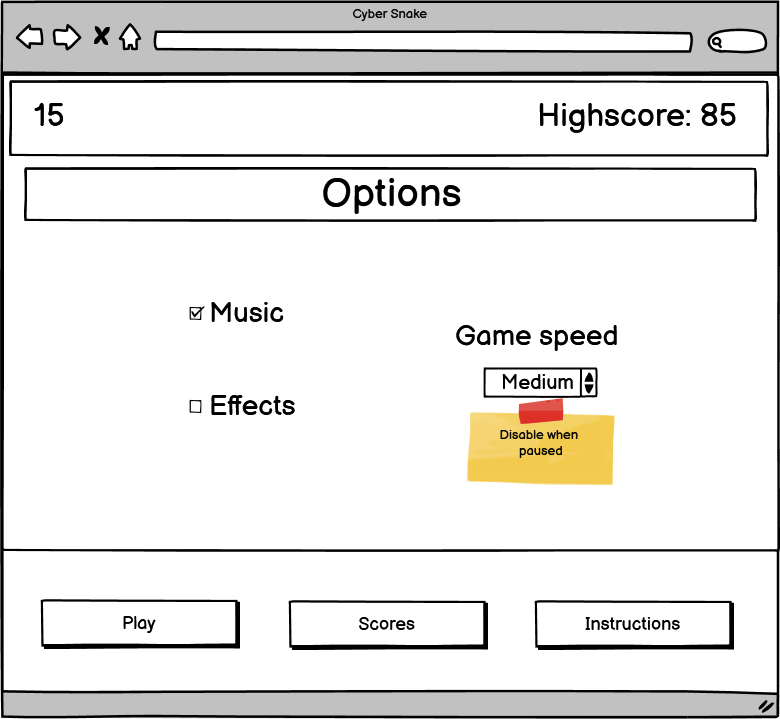 Cyber Snake
15
Highscore: 85
Options
Music
Game speed
Medium
Effects
Disable when
paused
Play
Scores
Instructions